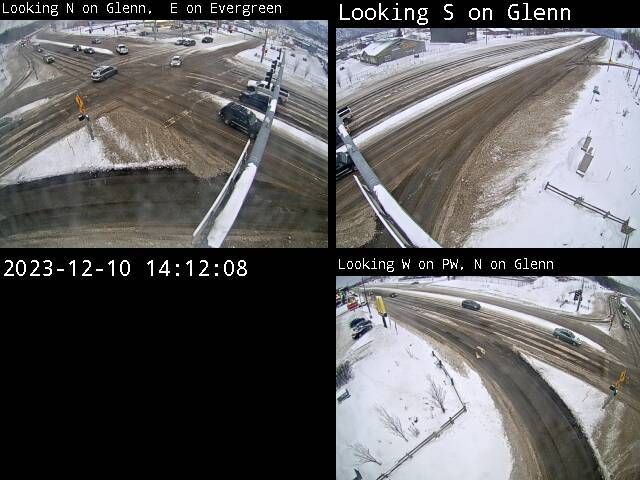 Looking N on Glenn,  E on Evergreen
Looking S on Glenn
2023-12-10 14:12:08
Looking W on PW, N on Glenn